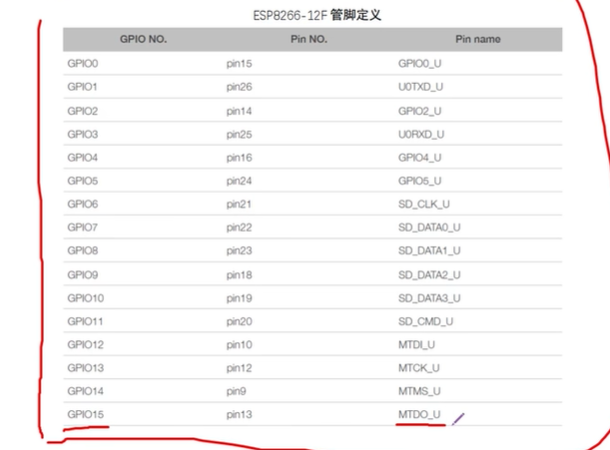 ESP8266-12F 管脚定义
GPIO NO. Pin NO. Pin name
GPIO0 pin15 GPIO0_U
GPIO1 pin26 U0TXD_U
GPIO2 pin14 GPIO2_U
GPIO3 pin25 U0RXD_U
GPIO4 pin16 GPIO4_U
GPIO5 pin24 GPIO5_U
GPIO6 pin21 SD_CLK_U
GPIO7 pin22 SD_DATA0_U
GPIO8 pin23 SD_DATA1_U
GPIO9 pin18 SD_DATA2_U
GPIO10 pin19 SD_DATA3_U
GPIO11 pin20 SD_CMD_U
GPIO12 pin10 MTDI_U
GPIO13 pin12 MTCK_U
GPIO14 pin9 MTMS_U
GPIO15 pin13 MTDO_U